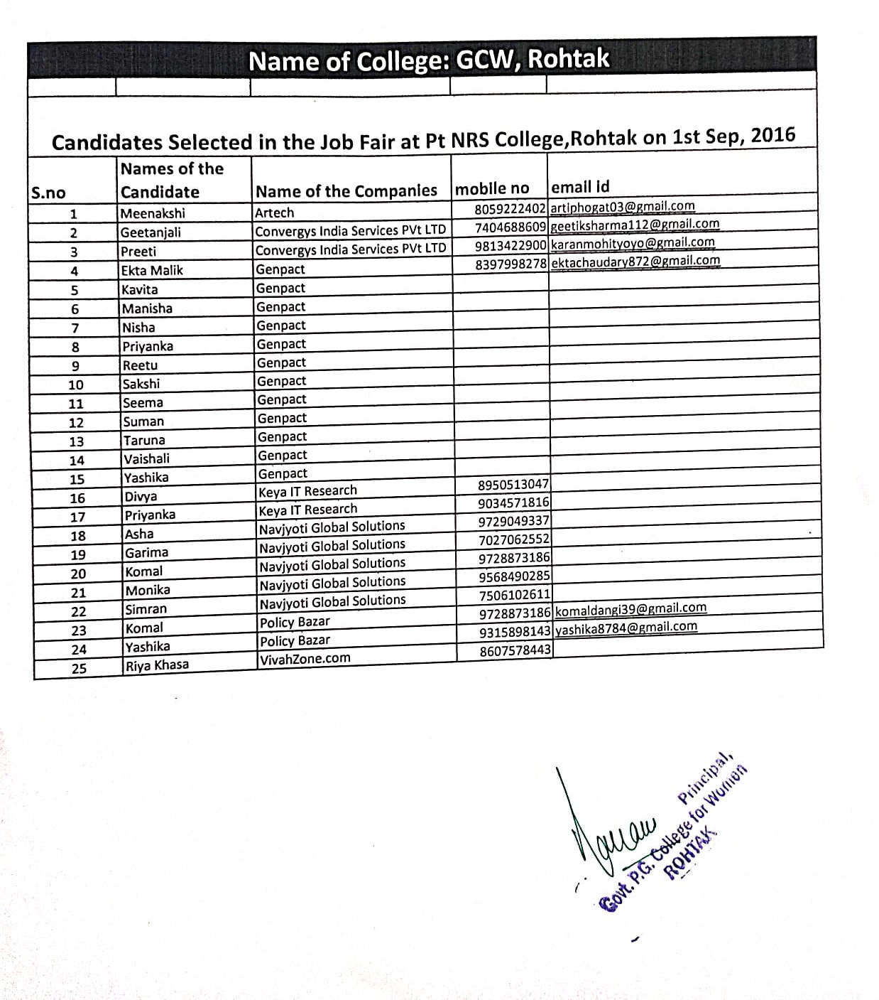 Name of College: GCW, Rohtak
Candidates Selected in the Job Fair at Pt NRS College,Rohtak on 1st Sep, 2016
S.no Names of the Candidate Name of the Companies mobile no email id
1 Meenakshi Artech 8059222402 artiphogat03@gmail.com
2 Geetanjali Convergys India Services PVt LTD 7404688609 geetiksharma112@gmail.com
3 Preeti Convergys India Services PVt LTD 9813422900 karanmohityoyo@gmail.com
4 Ekta Malik Genpact 8397998278 ektachaudary872@gmail.com
5 Kavita Genpact
6 Manisha Genpact
7 Nisha Genpact
8 Priyanka Genpact
9 Reetu Genpact
10 Sakshi Genpact
11 Seema Genpact
12 Suman Genpact
13 Taruna Genpact
14 Vaishali Genpact
15 Yashika Genpact
16 Divya Keya IT Research 8950513047
17 Priyanka Keya IT Research 9034571816
18 Asha Navjyoti Global Solutions 9729049337
19 Garima Navjyoti Global Solutions 7027062552
20 Komal Navjyoti Global Solutions 9728873186
21 Monika Navjyoti Global Solutions 9568490285
22 Simran Navjyoti Global Solutions 7506102611
23 Komal Policy Bazar 9728873186 komaldangi39@gmail.com
24 Yashika Policy Bazar 9315898143 yashika8784@gmail.com
25 Riya Khasa VivahZone.com 8607578443
Principal,
Govt. P.G. College for Women
ROHTAK